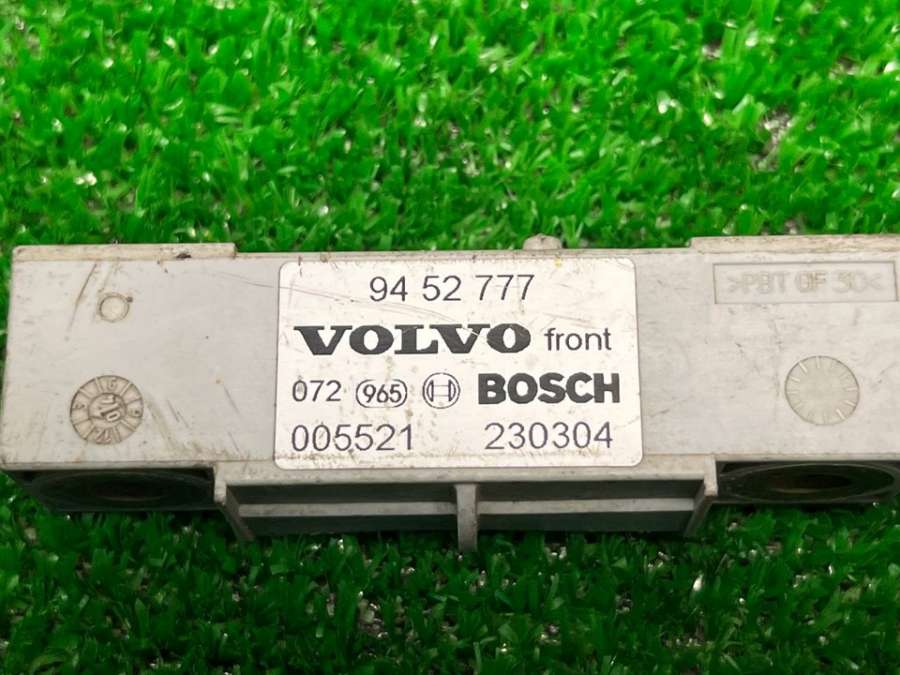 94 52 777
VOLVO front
072 965 BOSCH
005521 230304
>PBT GF 30<